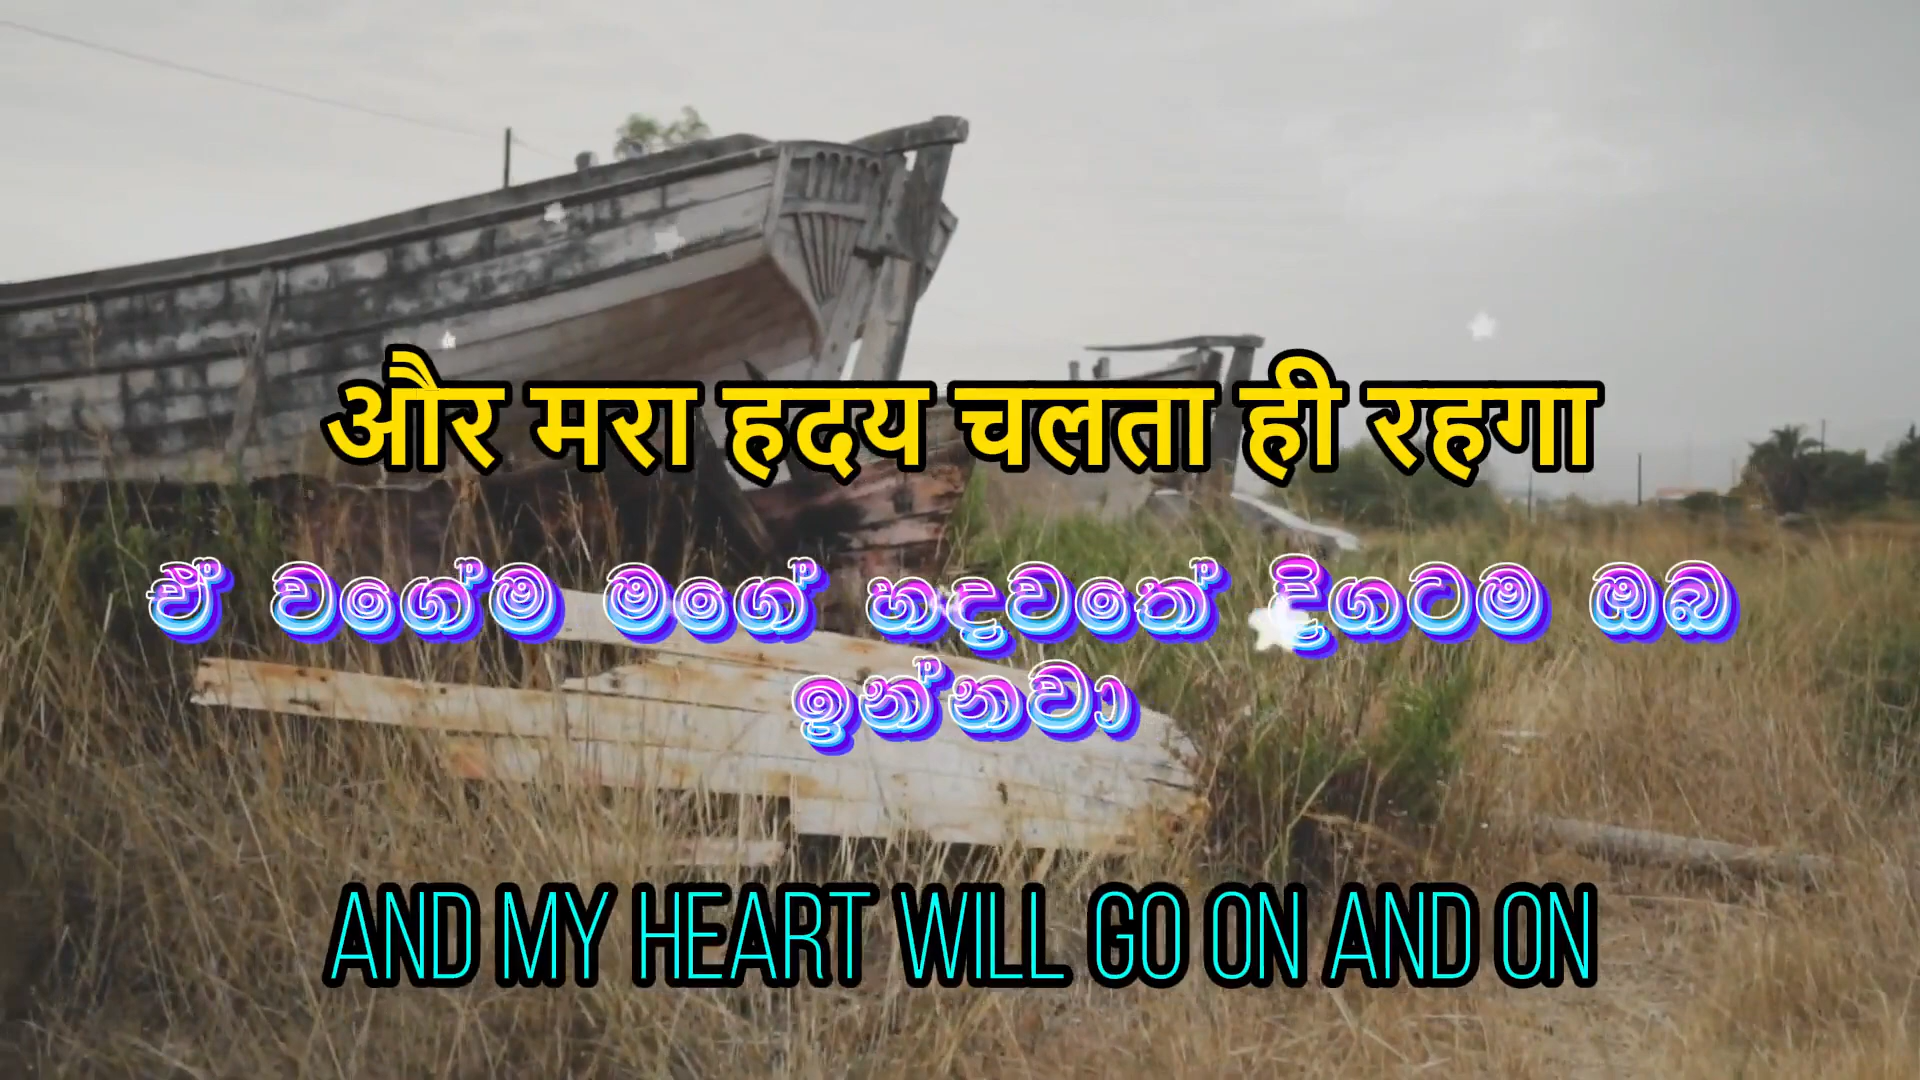 और मरा हदय चलता ही रहगा
ඒ වගේම මගේ හදවතේ දිගටම ඔබ
ඉන්නවා
AND MY HEART WILL GO ON AND ON